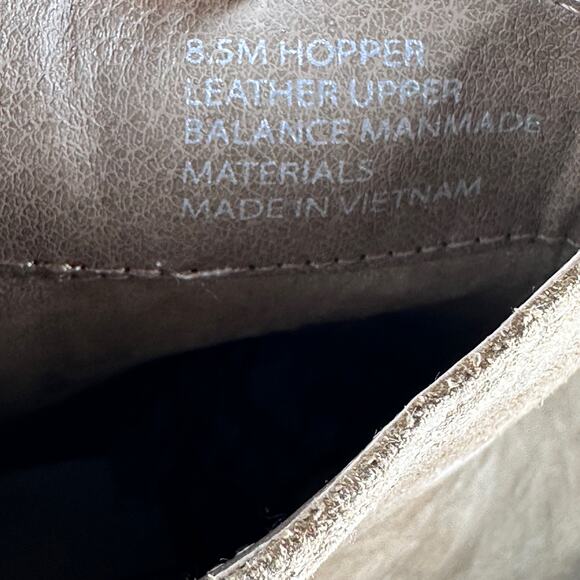 8.5M HOPPER
LEATHER UPPER
BALANCE MANMADE
MATERIALS
MADE IN VIETNAM